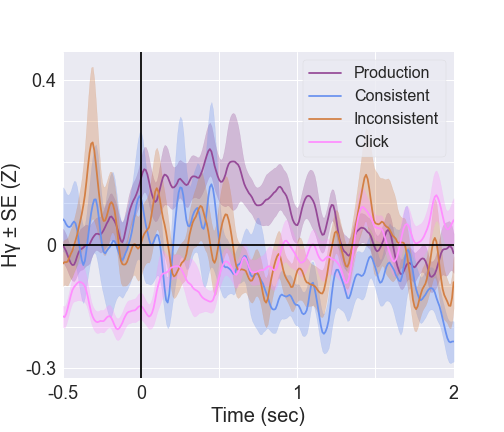 Production
Consistent
Inconsistent
Click
0.4
0
-0.3
Hγ ± SE (Z)
-0.5
0
1
2
Time (sec)